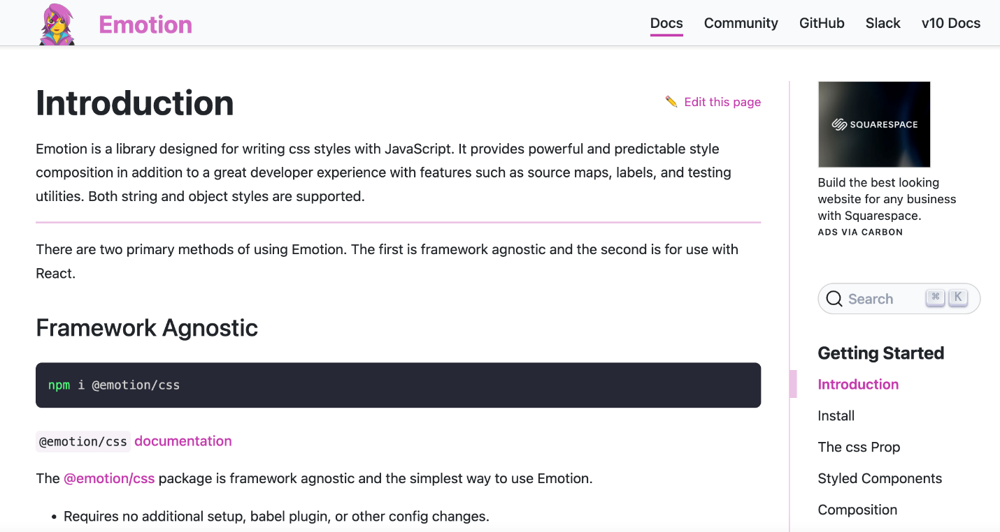 Emotion
Docs Community GitHub Slack v10 Docs
Introduction
Edit this page
Emotion is a library designed for writing css styles with JavaScript. It provides powerful and predictable style
composition in addition to a great developer experience with features such as source maps, labels, and testing
utilities. Both string and object styles are supported.
There are two primary methods of using Emotion. The first is framework agnostic and the second is for use with
React.
Framework Agnostic
npm i @emotion/css
@emotion/css documentation
The @emotion/css package is framework agnostic and the simplest way to use Emotion.
• Requires no additional setup, babel plugin, or other config changes.
SQUARESPACE
Build the best looking
website for any business
with Squarespace.
ADS VIA CARBON
Search ⌘ K
Getting Started
Introduction
Install
The css Prop
Styled Components
Composition